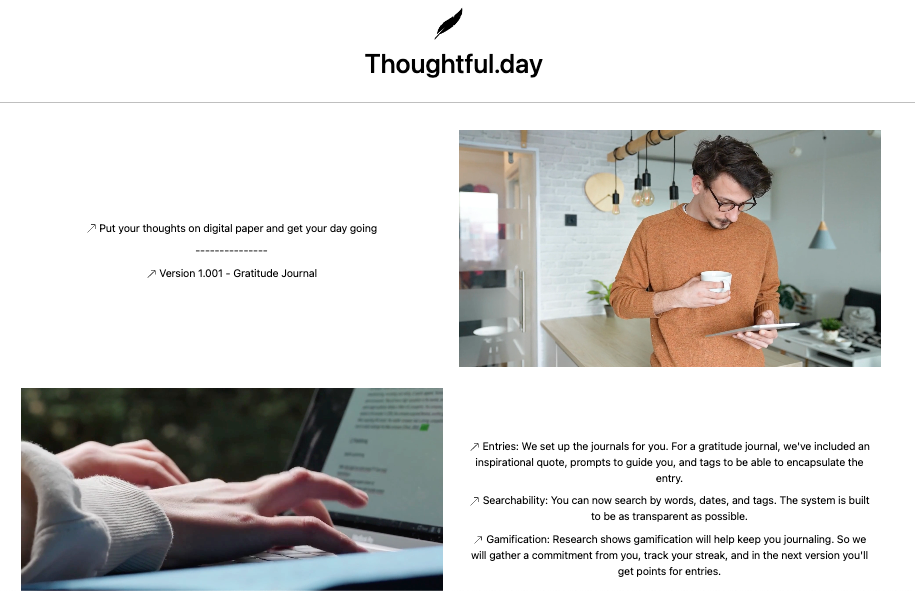 Thoughtful.day
↗ Put your thoughts on digital paper and get your day going
---------------
↗ Version 1.001 - Gratitude Journal
↗ Entries: We set up the journals for you. For a gratitude journal, we've included an
inspirational quote, prompts to guide you, and tags to be able to encapsulate the
entry.
↗ Searchability: You can now search by words, dates, and tags. The system is built
to be as transparent as possible.
↗ Gamification: Research shows gamification will help keep you journaling. So we
will gather a commitment from you, track your streak, and in the next version you'll
get points for entries.